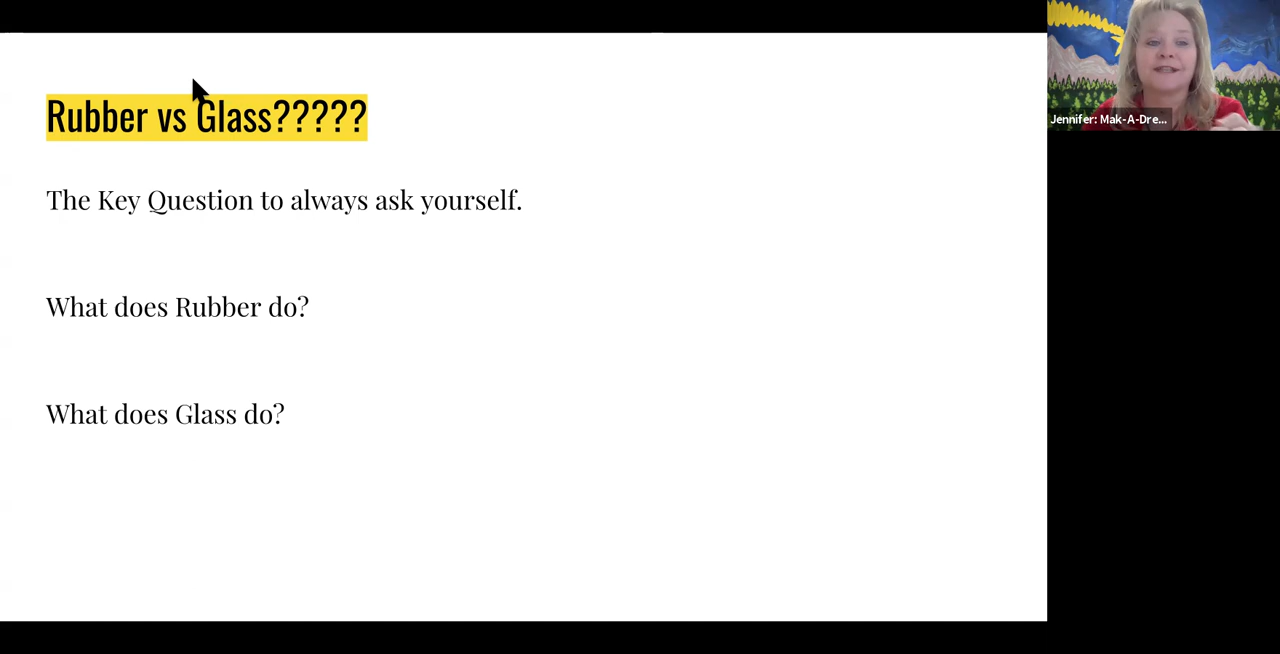 Rubber vs Glass?????
The Key Question to always ask yourself.
What does Rubber do?
What does Glass do?
Jennifer: Mak-A-Dre...